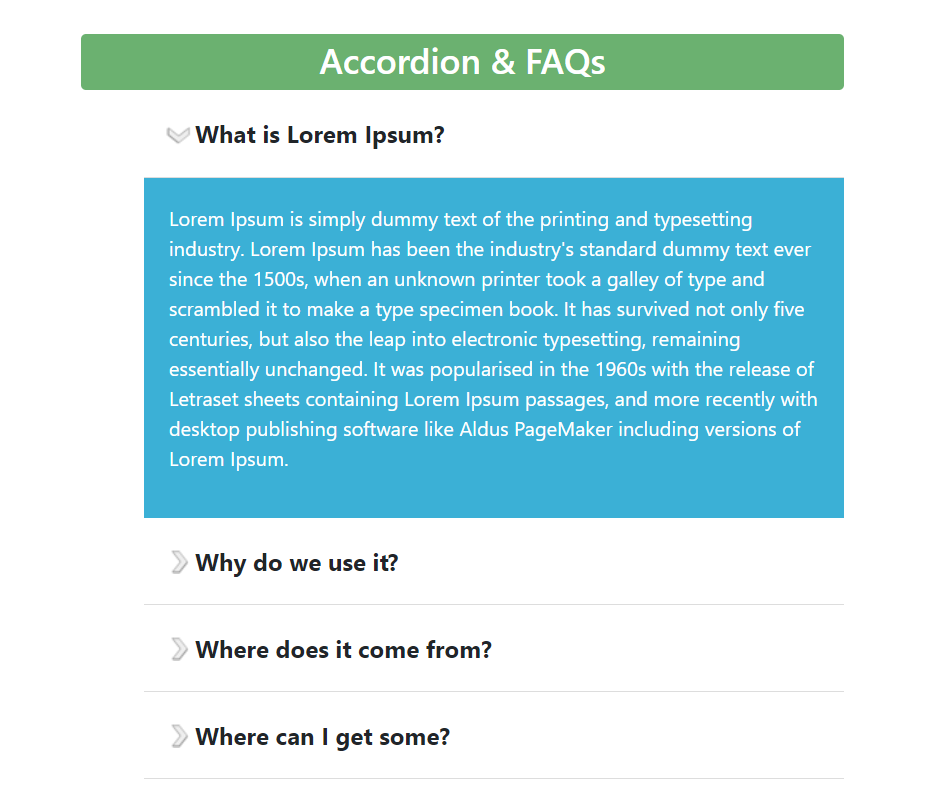 Accordion & FAQs
What is Lorem Ipsum?
Lorem Ipsum is simply dummy text of the printing and typesetting
industry. Lorem Ipsum has been the industry's standard dummy text ever
since the 1500s, when an unknown printer took a galley of type and
scrambled it to make a type specimen book. It has survived not only five
centuries, but also the leap into electronic typesetting, remaining
essentially unchanged. It was popularised in the 1960s with the release of
Letraset sheets containing Lorem Ipsum passages, and more recently with
desktop publishing software like Aldus PageMaker including versions of
Lorem Ipsum.
Why do we use it?
Where does it come from?
Where can I get some?